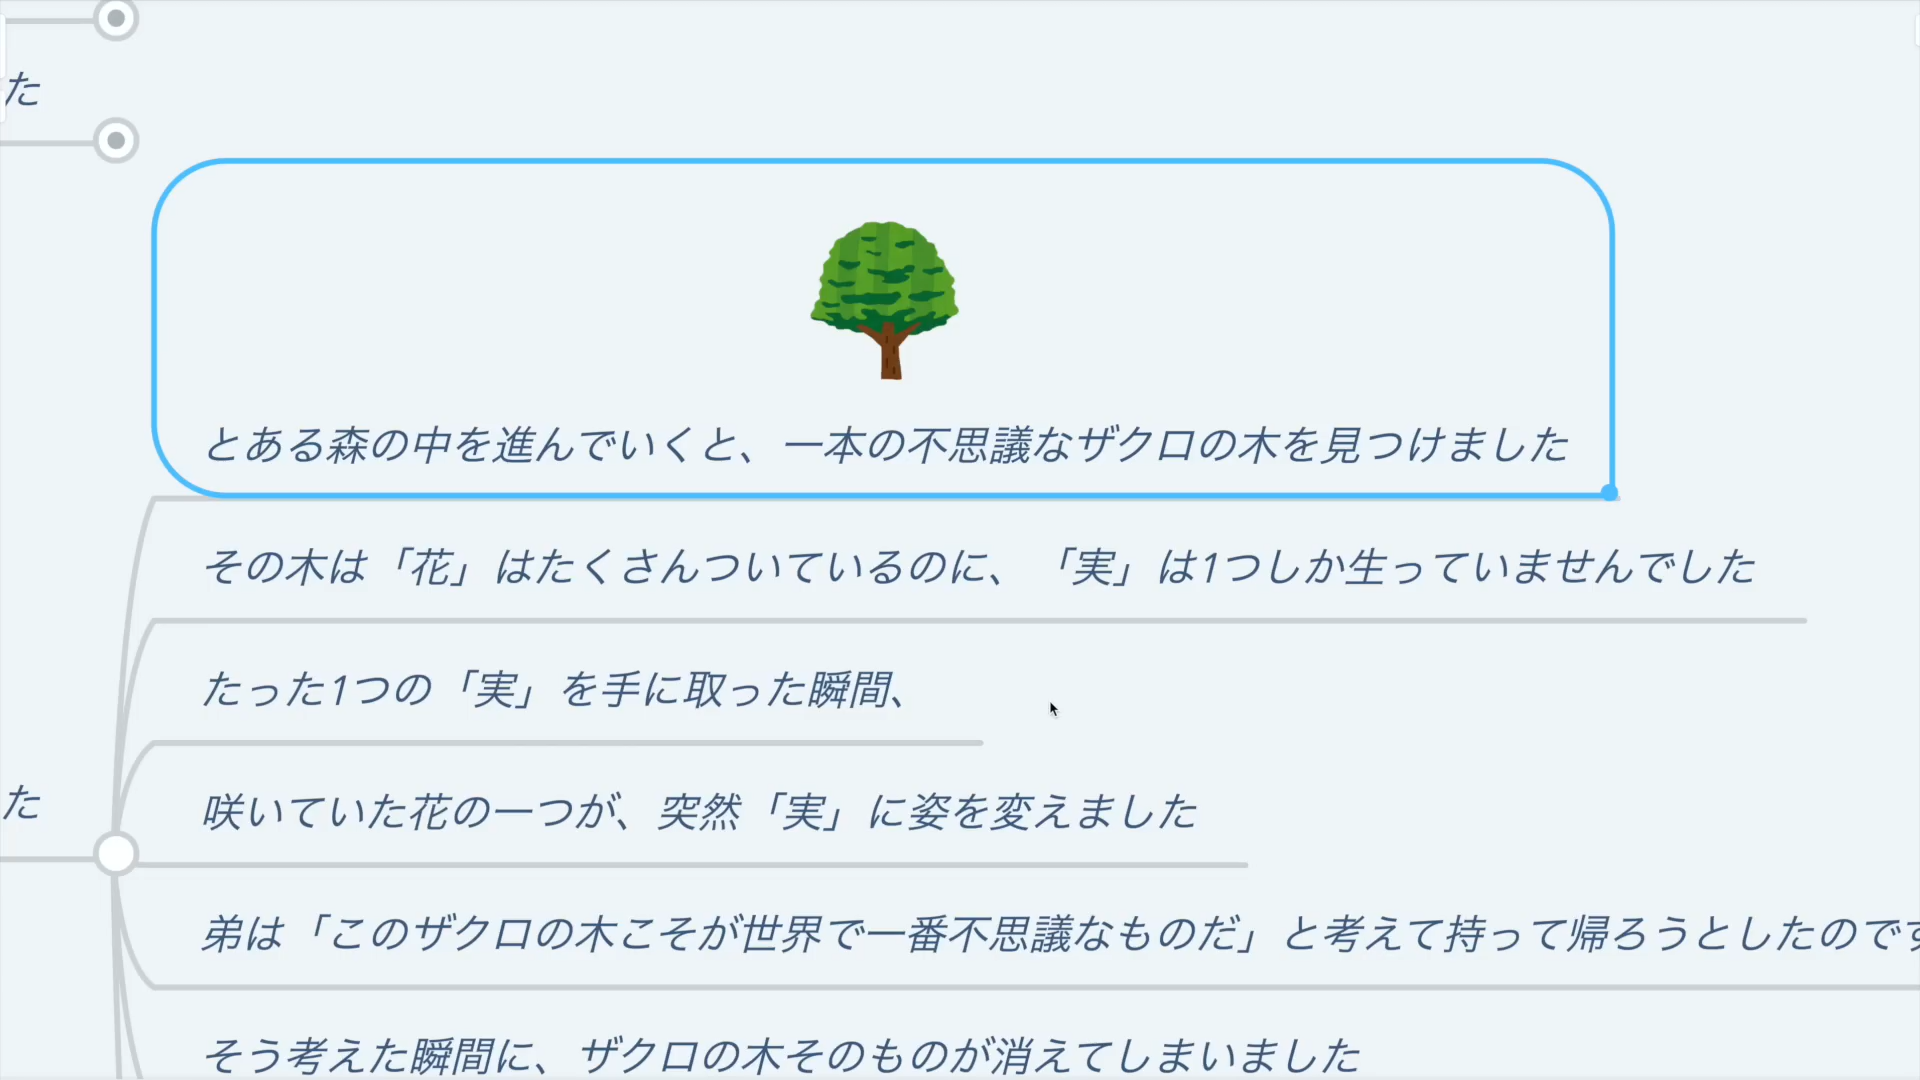 た
とある森の中を進んでいくと、一本の不思議なザクロの木を見つけました
その木は「花」はたくさんついているのに、「実」は1つしか生っていませんでした
たった1つの「実」を手に取った瞬間、
咲いていた花の一つが、突然「実」に姿を変えました
た
弟は「このザクロの木こそが世界で一番不思議なものだ」と考えて持って帰ろうとしたのです
そう考えた瞬間に、ザクロの木そのものが消えてしまいました